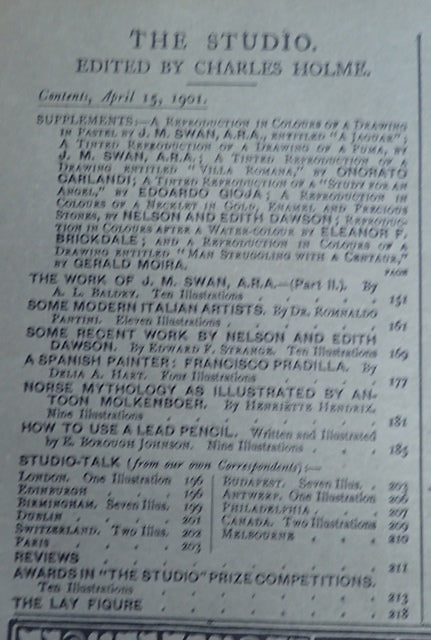 THE STUDIO.
EDITED BY CHARLES HOLME.
Contents, April 15, 1901.
SUPPLEMENTS:—A REPRODUCTION IN COLOURS OF A DRAWING
IN PASTEL BY J. M. SWAN, A.R.A., ENTITLED "A JAGUAR";
A TINTED REPRODUCTION OF A DRAWING OF A PUMA, BY
J. M. SWAN, A.R.A.; A TINTED REPRODUCTION OF A
DRAWING ENTITLED "VILLA ROMANA," BY ONORATO
CARLANDI; A TINTED REPRODUCTION OF A "STUDY FOR AN
ANGEL," BY EDOARDO GIOJA; A REPRODUCTION IN
COLOURS OF A NECKLET IN GOLD, ENAMEL AND PRECIOUS
STONES, BY NELSON AND EDITH DAWSON; REPRODUC-
TION IN COLOURS AFTER A WATER-COLOUR BY ELEANOR F.
BRICKDALE; AND A REPRODUCTION IN COLOURS OF A
DRAWING ENTITLED "MAN STRUGGLING WITH A CENTAUR,"
BY GERALD MOIRA.
PAGE
THE WORK OF J. M. SWAN, A.R.A.—(Part II.). By
A. L. BALDRY. Ten Illustrations 151
SOME MODERN ITALIAN ARTISTS. By DR. ROMUALDO
PANTINI. Eleven Illustrations 161
SOME RECENT WORK BY NELSON AND EDITH
DAWSON. By EDWARD F. STRANGE. Ten Illustrations 169
A SPANISH PAINTER: FRANCISCO PRADILLA. By
DELIA A. HART. Four Illustrations 177
NORSE MYTHOLOGY AS ILLUSTRATED BY AN-
TOON MOLKENBOER. By HENRIETTE HENDRIX.
Nine Illustrations 181
HOW TO USE A LEAD PENCIL. Written and Illustrated
by E. BOROUGH JOHNSON. Nine Illustrations 185
STUDIO-TALK (from our own Correspondents):—
LONDON. One Illustration 196
EDINBURGH 196
BIRMINGHAM. Seven Illus. 199
DUBLIN 201
SWITZERLAND. Two Illus. 202
PARIS 203
BUDAPEST. Seven Illus. 203
ANTWERP. One Illustration 206
PHILADELPHIA 207
CANADA. Two Illustrations 209
MELBOURNE 210
REVIEWS 211
AWARDS IN "THE STUDIO" PRIZE COMPETITIONS.
Ten Illustrations 213
THE LAY FIGURE 218